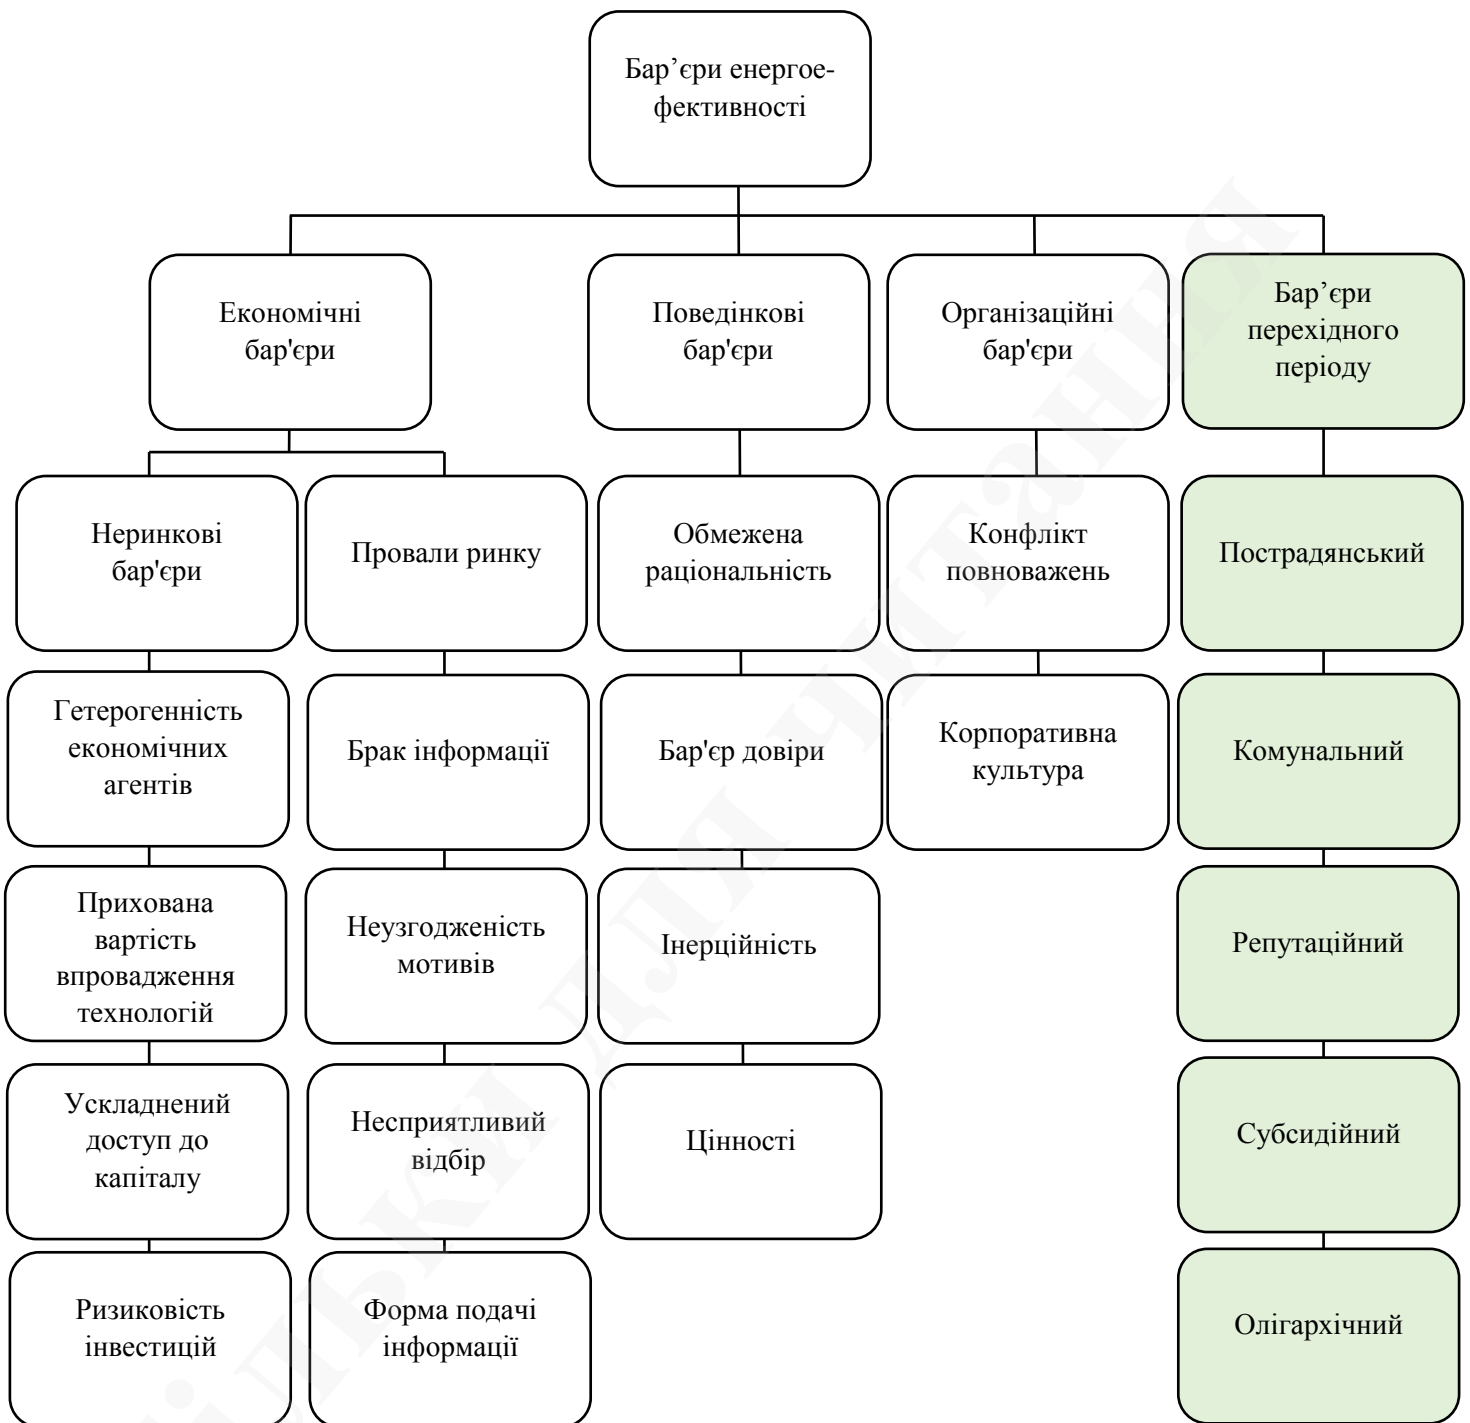 Бар’єри енергое-
фективності
Економічні
бар'єри
Поведінкові
бар'єри
Організаційні
бар'єри
Бар’єри
перехідного
періоду
Неринкові
бар'єри
Провали ринку
Обмежена
раціональність
Конфлікт
повноважень
Пострадянський
Гетерогенність
економічних
агентів
Брак інформації
Бар'єр довіри
Корпоративна
культура
Комунальний
Прихована
вартість
впровадження
технологій
Неузгодженість
мотивів
Інерційність
Репутаційний
Ускладнений
доступ до
капіталу
Несприятливий
відбір
Цінності
Субсидійний
Ризиковість
інвестицій
Форма подачі
інформації
Олігархічний
ільки для читання